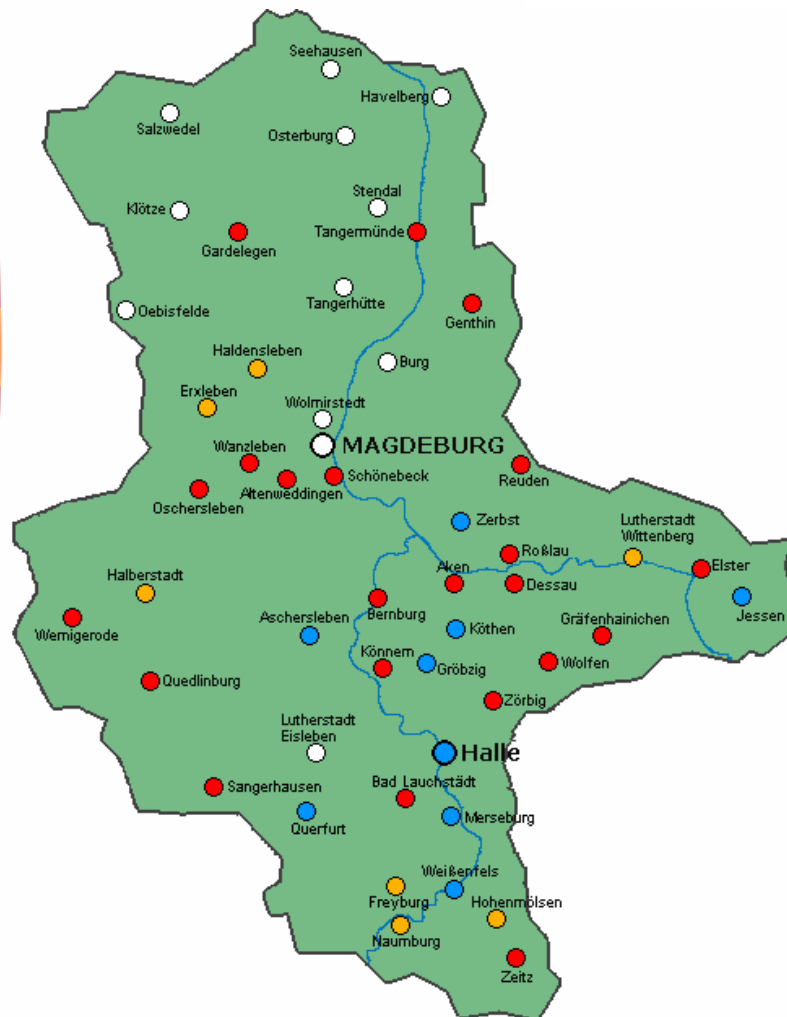 Seehausen
Havelberg
Salzwedel
Osterburg
Stendal
Klötze
Tangermünde
Gardelegen
Tangerhütte
Oebisfelde
Genthin
Haldensleben
Burg
Erxleben
Wolmirstedt
MAGDEBURG
Wanzleben
Schönebeck
Reuden
Altenweddingen
Oschersleben
Zerbst
Lutherstadt
Wittenberg
Roßlau
Aken
Elster
Halberstadt
Dessau
Jessen
Aschersleben
Bernburg
Gräfenhainichen
Wernigerode
Köthen
Könnern
Gröbzig
Wolfen
Quedlinburg
Zörbig
Lutherstadt
Eisleben
Halle
Bad Lauchstädt
Sangerhausen
Merseburg
Querfurt
Weißenfels
Freyburg
Hohenmölsen
Naumburg
Zeitz